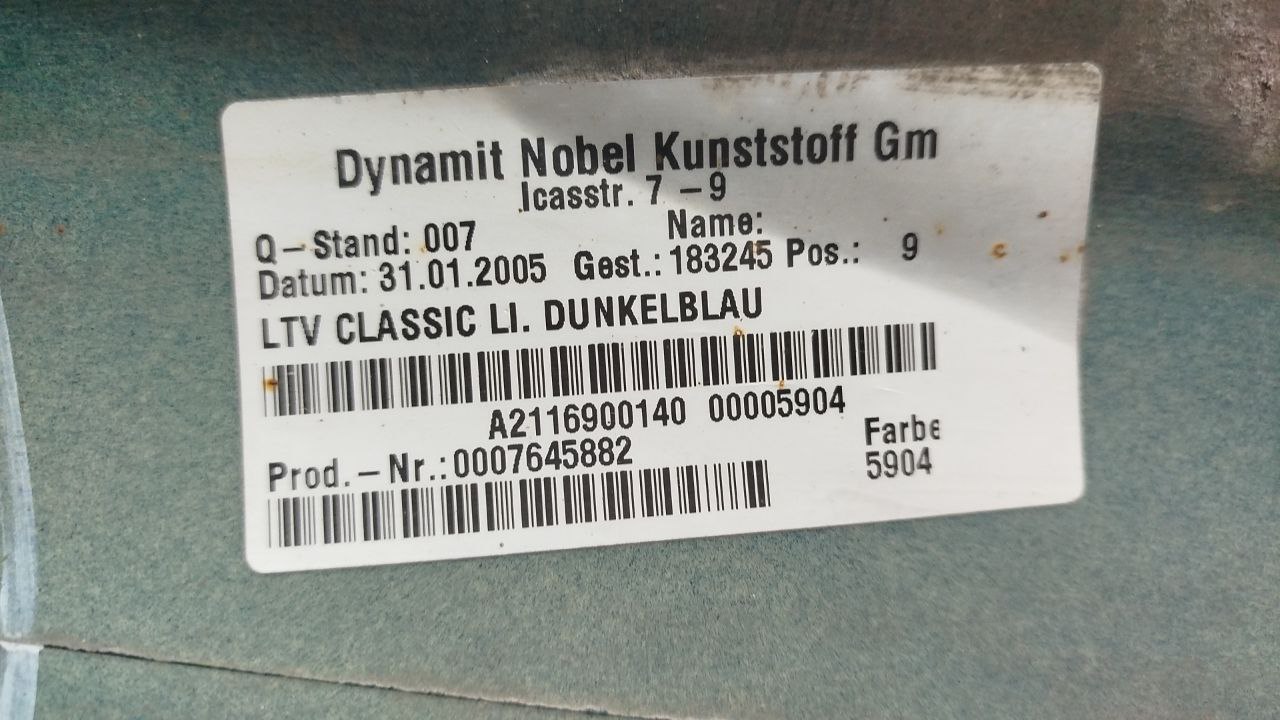 Dynamit Nobel Kunststoff Gm
Icasstr. 7 - 9
Q - Stand: 007 Name:
Datum: 31.01.2005 Gest.: 183245 Pos.: 9
LTV CLASSIC LI. DUNKELBLAU
A2116900140 00005904
Prod. - Nr.: 0007645882 Farbe
5904